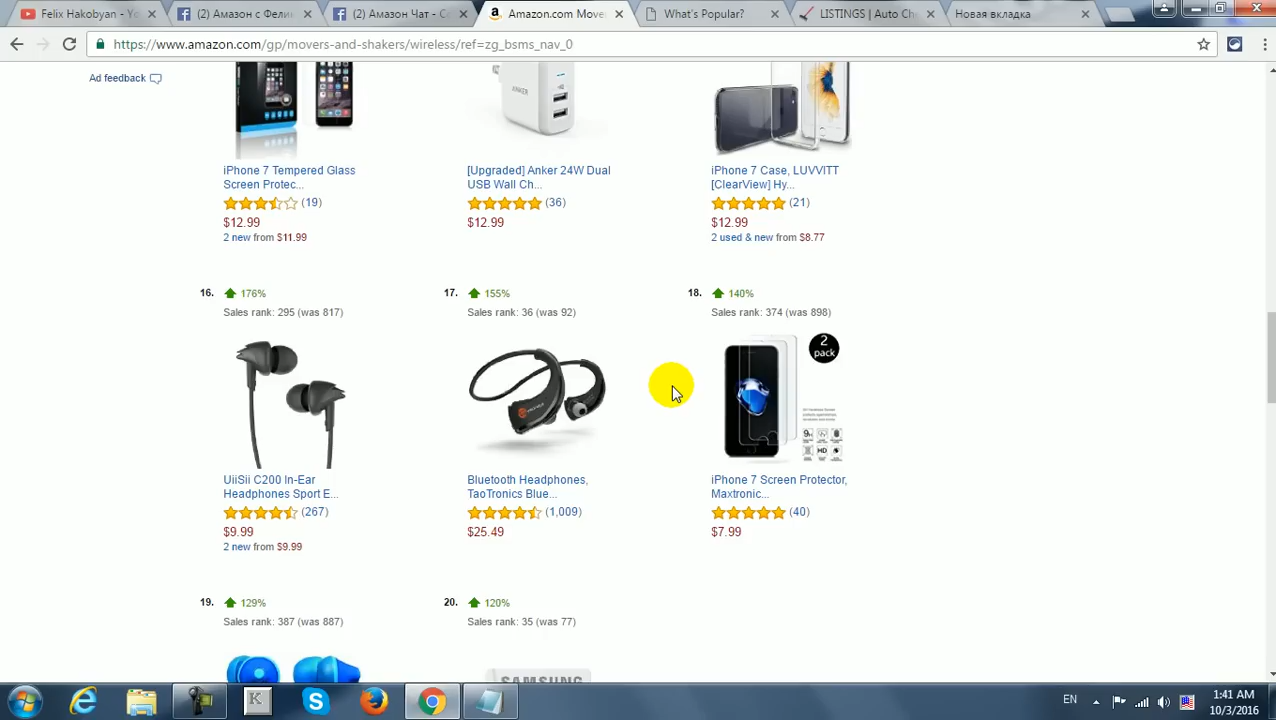 Felix Hakobyan - Yo
(2) Амазон с Фели
(2) Амазон Чат - С
Amazon.com Move
What's Popular?
LISTINGS | Auto Ch
Новая вкладка
https://www.amazon.com/gp/movers-and-shakers/wireless/ref=zg_bsms_nav_0
Ad feedback
ANKER
iPhone 7 Tempered Glass
Screen Protec...
(19)
$12.99
2 new from $11.99
[Upgraded] Anker 24W Dual
USB Wall Ch...
(36)
$12.99
iPhone 7 Case, LUVVITT
[ClearView] Hy...
(21)
$12.99
2 used & new from $8.77
16. 176%
Sales rank: 295 (was 817)
17. 155%
Sales rank: 36 (was 92)
18. 140%
Sales rank: 374 (was 898)
2
pack
9H
HD
UiiSii C200 In-Ear
Headphones Sport E...
(267)
$9.99
2 new from $9.99
Bluetooth Headphones,
TaoTronics Blue...
(1,009)
$25.49
iPhone 7 Screen Protector,
Maxtronic...
(40)
$7.99
19. 129%
Sales rank: 387 (was 887)
20. 120%
Sales rank: 35 (was 77)
SAMSUNG
K
EN
1:41 AM
10/3/2016